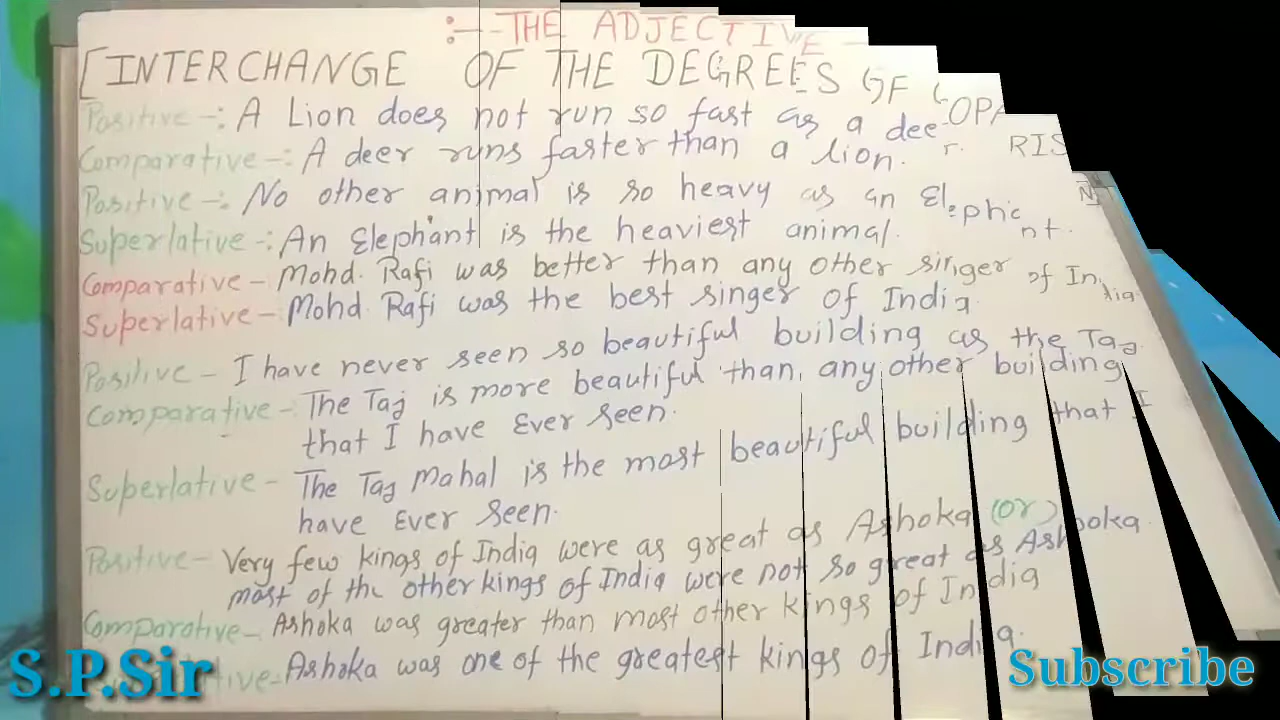 :-- THE ADJECTIVE -
[INTERCHANGE OF THE DEGREES OF COPARISN
Positive -: A Lion does not run so fast as a deer.
Comparative -: A deer runs faster than a lion.
Positive -: No other animal is so heavy as an Elephant.
Superlative -: An Elephant is the heaviest animal.
Comparative - Mohd. Rafi was better than any other singer of India.
Superlative - Mohd. Rafi was the best singer of India.
Positive - I have never seen so beautiful building as the Taj
Comparative -: The Taj is more beautiful than any other building
that I have Ever seen.
Superlative - The Taj Mahal is the most beautiful building that I
have Ever seen.
Positive - Very few kings of India were as great as Ashoka (or)
most of the other kings of India were not so great as Ashoka.
Comparative -. Ashoka was greater than most other kings of India
tive - Ashoka was one of the greatest kings of India.
S.P.Sir
Subscribe